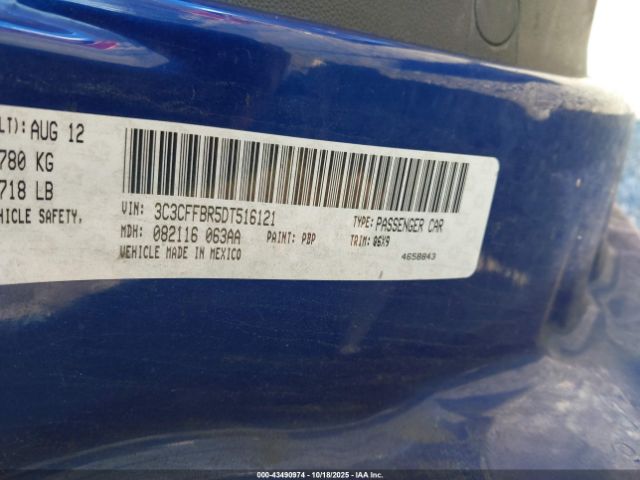 LT): AUG 12
780 KG
718 LB
HICLE SAFETY.
VIN: 3C3CFFBR5DT516121
TYPE: PASSENGER CAR
MDH: 082116 063AA
PAINT: PBP
TRIM: Q6X9
VEHICLE MADE IN MEXICO
4658843
000-43490974 | 10/18/2025 | IAA Inc.